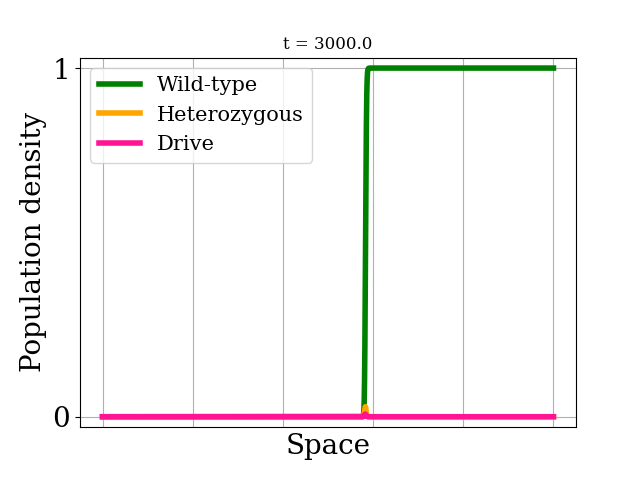 t = 3000.0
1
Wild-type
Heterozygous
Drive
Population density
0
Space